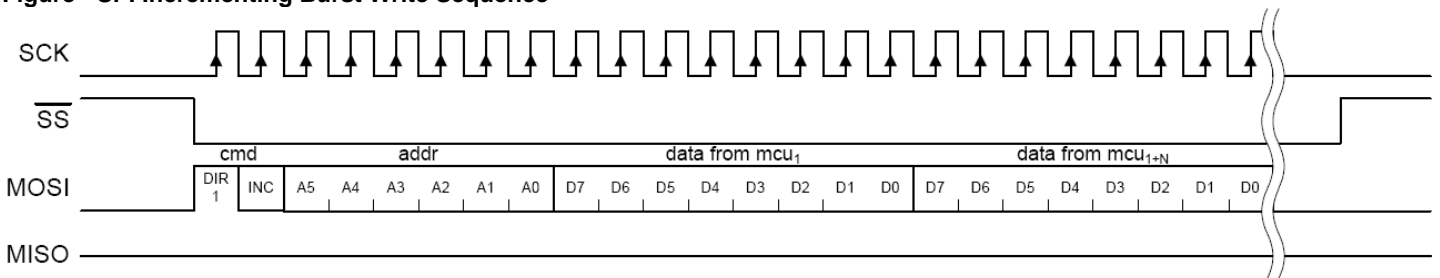 Figure - SPI Incrementing Burst Write Sequence
SCK
SS
cmd addr data from mcu1 data from mcu1+N
MOSI DIR 1 INC A5 A4 A3 A2 A1 A0 D7 D6 D5 D4 D3 D2 D1 D0 D7 D6 D5 D4 D3 D2 D1 D0
MISO